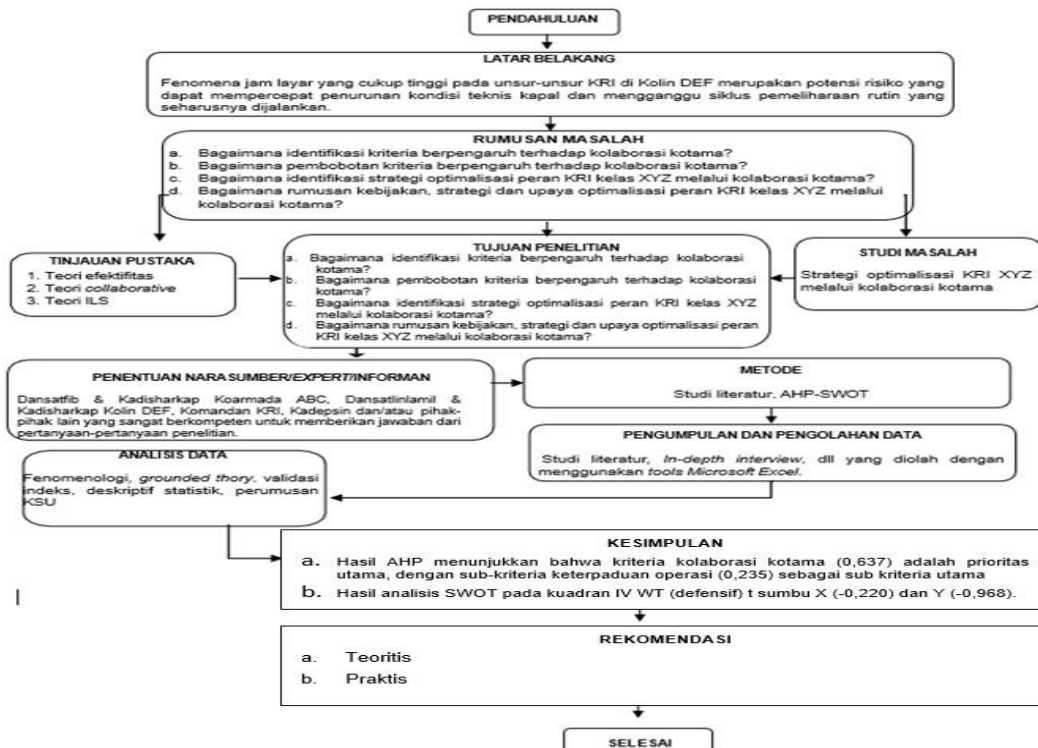 PENDAHULUAN
LATAR BELAKANG
Fenomena jam layar yang cukup tinggi pada unsur-unsur KRI di Kolin DEF merupakan potensi risiko yang
dapat mempercepat penurunan kondisi teknis kapal dan mengganggu siklus pemeliharaan rutin yang
seharusnya dijalankan.
RUMUSAN MASALAH
a. Bagaimana identifikasi kriteria berpengaruh terhadap kolaborasi kotama?
b. Bagaimana pembobotan kriteria berpengaruh terhadap kolaborasi kotama?
c. Bagaimana identifikasi strategi optimalisasi peran KRI kelas XYZ melalui kolaborasi kotama?
d. Bagaimana rumusan kebijakan, strategi dan upaya optimalisasi peran KRI kelas XYZ melalui
kolaborasi kotama?
TINJAUAN PUSTAKA
1. Teori efektifitas
2. Teori collaborative
3. Teori ILS
TUJUAN PENELITIAN
a. Bagaimana identifikasi kriteria berpengaruh terhadap kolaborasi
kotama?
b. Bagaimana pembobotan kriteria berpengaruh terhadap kolaborasi
kotama?
c. Bagaimana identifikasi strategi optimalisasi peran KRI kelas XYZ
melalui kolaborasi kotama?
d. Bagaimana rumusan kebijakan, strategi dan upaya optimalisasi peran
KRI kelas XYZ melalui kolaborasi kotama?
STUDI MASALAH
Strategi optimalisasi KRI XYZ
melalui kolaborasi kotama
PENENTUAN NARA SUMBER/EXPERT/INFORMAN
Dansatfib & Kadisharkap Koarmada ABC, Dansatlinlamil &
Kadisharkap Kolin DEF, Komandan KRI, Kadepsin dan/atau pihak-
pihak lain yang sangat berkompeten untuk memberikan jawaban dari
pertanyaan-pertanyaan penelitian.
METODE
Studi literatur, AHP-SWOT
PENGUMPULAN DAN PENGOLAHAN DATA
Studi literatur, In-depth interview, dll yang diolah dengan
menggunakan tools Microsoft Excel.
ANALISIS DATA
Fenomenologi, grounded thory, validasi
indeks, deskriptif statistik, perumusan
KSU
KESIMPULAN
a. Hasil AHP menunjukkan bahwa kriteria kolaborasi kotama (0,637) adalah prioritas
utama, dengan sub-kriteria keterpaduan operasi (0,235) sebagai sub kriteria utama
b. Hasil analisis SWOT pada kuadran IV WT (defensif) t sumbu X (-0,220) dan Y (-0,968).
REKOMENDASI
a. Teoritis
b. Praktis
SELESAI